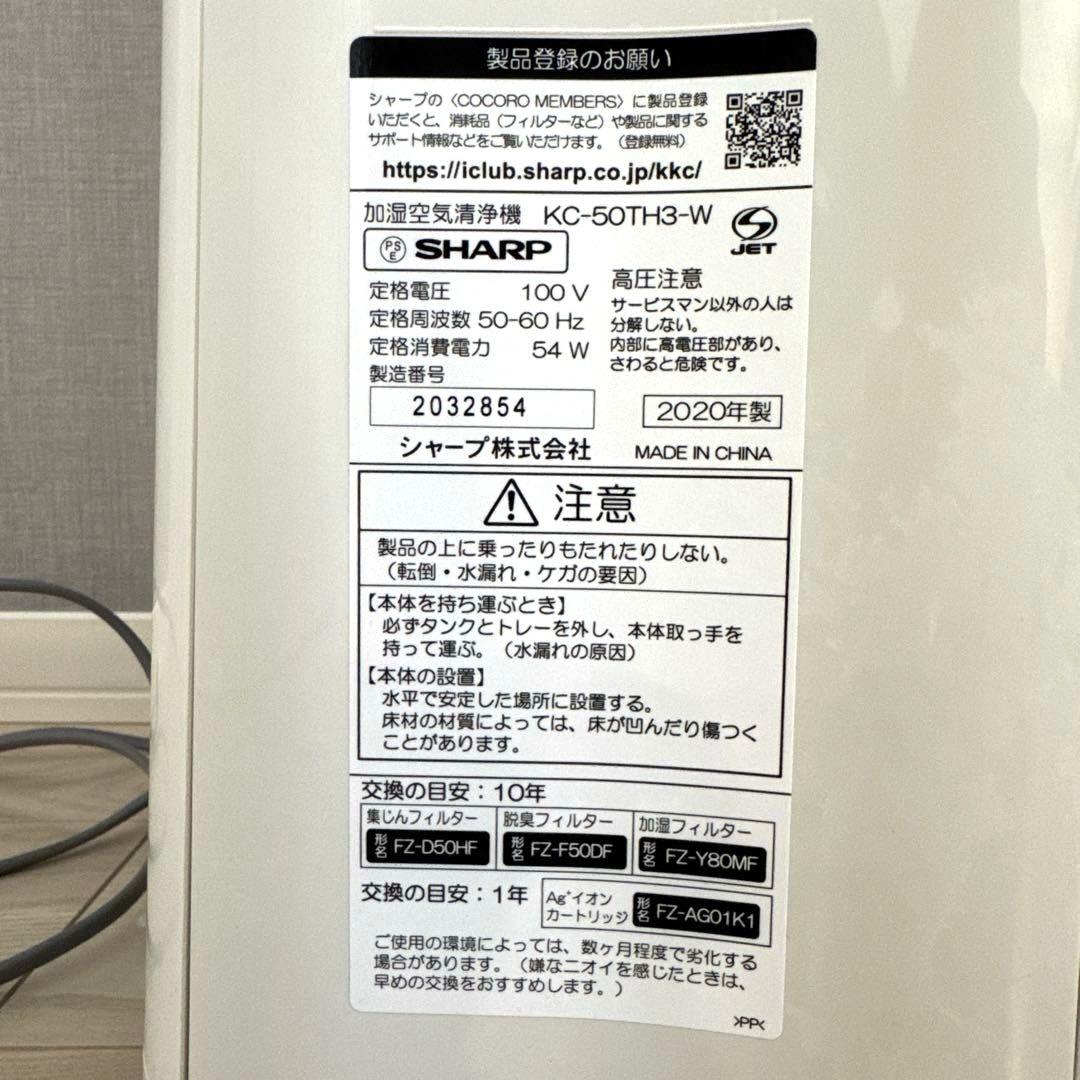 製品登録のお願い
シャープの〈COCORO MEMBERS〉に製品登録
いただくと、消耗品（フィルターなど）や製品に関する
サポート情報などをご覧いただけます。（登録無料）
https://iclub.sharp.co.jp/kkc/
加湿空気清浄機 KC-50TH3-W
JET
PSE SHARP
定格電圧 100 V
定格周波数 50-60 Hz
定格消費電力 54 W
製造番号
2032854
シャープ株式会社
高圧注意
サービスマン以外の人は
分解しない。
内部に高電圧部があり、
さわると危険です。
2020年製
MADE IN CHINA
注意
製品の上に乗ったりもたれたりしない。
（転倒・水漏れ・ケガの要因）
【本体を持ち運ぶとき】
必ずタンクとトレーを外し、本体取っ手を
持って運ぶ。（水漏れの原因）
【本体の設置】
水平で安定した場所に設置する。
床材の材質によっては、床が凹んだり傷つく
ことがあります。
交換の目安：10年
集じんフィルター
形名 FZ-D50HF
脱臭フィルター
形名 FZ-F50DF
加湿フィルター
形名 FZ-Y80MF
交換の目安：1年
Ag⁺イオン
カートリッジ
形名 FZ-AG01K1
ご使用の環境によっては、数ヶ月程度で劣化する
場合があります。（嫌なニオイを感じたときは、
早めの交換をおすすめします。）
>PP<